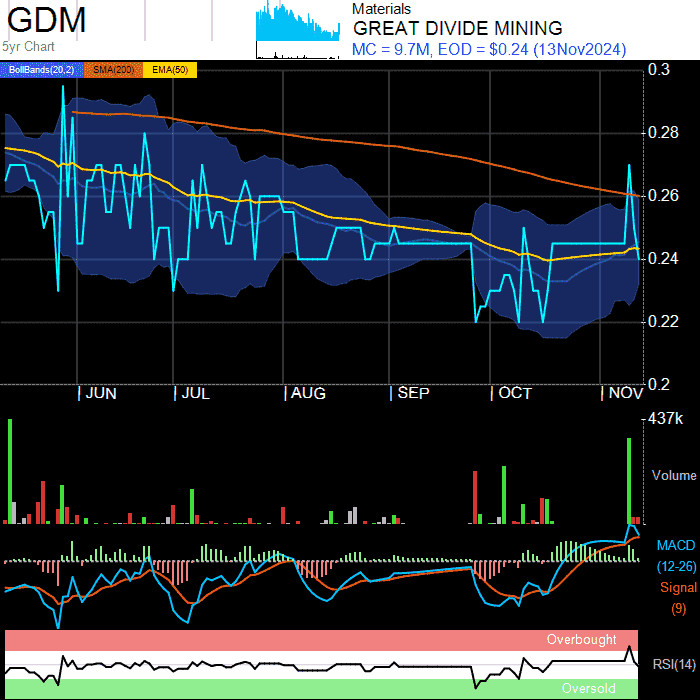 GDM
5yr Chart
Materials
GREAT DIVIDE MINING
MC = 9.7M, EOD = $0.24 (13Nov2024)
BollBands(20,2) SMA(200) EMA(50)
0.3
0.28
0.26
0.24
0.22
0.2
JUN JUL AUG SEP OCT NOV
437k
Volume
MACD
(12-26)
Signal
(9)
Overbought
RSI(14)
Oversold